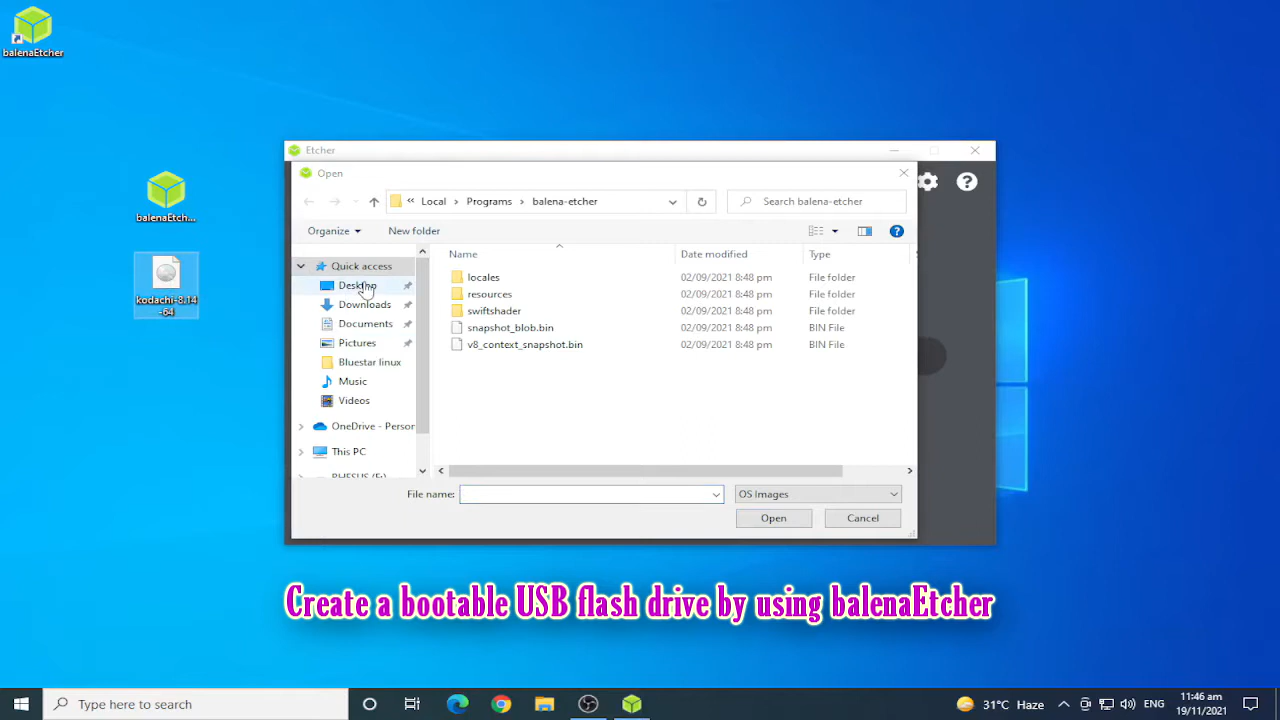 balenaEtcher
balenaEtch...
kodachi-8.14
-64
Etcher
Open
Local
Programs
balena-etcher
Search balena-etcher
Organize
New folder
Quick access
Desktop
Downloads
Documents
Pictures
Bluestar linux
Music
Videos
OneDrive - Person
This PC
Name
Date modified
Type
locales
02/09/2021 8:48 pm
File folder
resources
02/09/2021 8:48 pm
File folder
swiftshader
02/09/2021 8:48 pm
File folder
snapshot_blob.bin
02/09/2021 8:48 pm
BIN File
v8_context_snapshot.bin
02/09/2021 8:48 pm
BIN File
File name:
OS Images
Open
Cancel
Create a bootable USB flash drive by using balenaEtcher
Type here to search
31°C Haze
ENG
11:46 am
19/11/2021